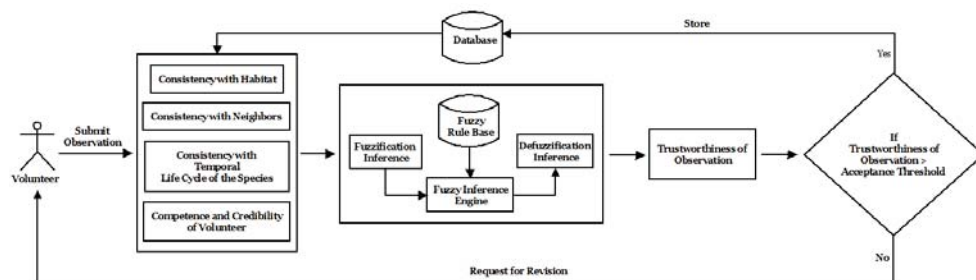 Store
Database
Yes
Consistency with Habitat
Consistency with Neighbors
Consistency with
Temporal
Life Cycle of the Species
Competence and Credibility
of Volunteer
Submit
Observation
Volunteer
Fuzzy
Rule Base
Fuzzification
Inference
Defuzzification
Inference
Fuzzy Inference
Engine
Trustworthiness of
Observation
If
Trustworthiness of
Observation >
Acceptance Threshold
No
Request for Revision